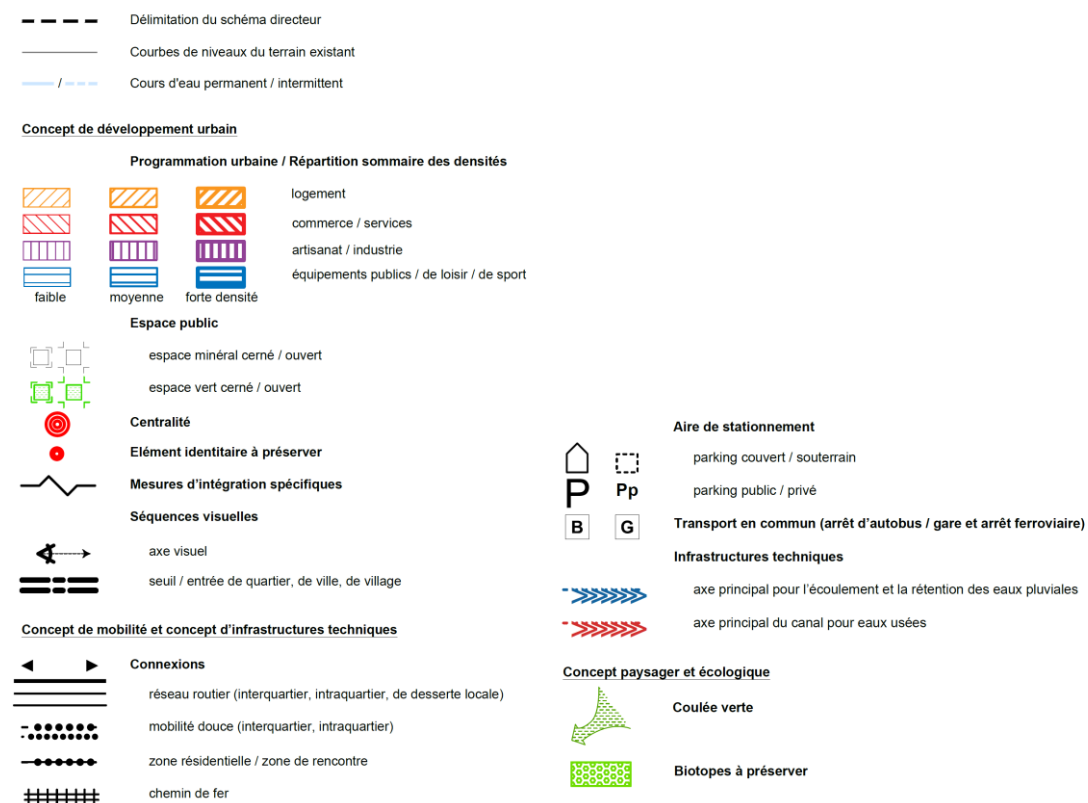 Délimitation du schéma directeur
Courbes de niveaux du terrain existant
/
Cours d'eau permanent / intermittent
Concept de développement urbain
Programmation urbaine / Répartition sommaire des densités
logement
commerce / services
artisanat / industrie
équipements publics / de loisir / de sport
faible moyenne forte densité
Espace public
espace minéral cerné / ouvert
espace vert cerné / ouvert
Centralité
Elément identitaire à préserver
Mesures d'intégration spécifiques
Séquences visuelles
axe visuel
seuil / entrée de quartier, de ville, de village
Concept de mobilité et concept d'infrastructures techniques
Connexions
réseau routier (interquartier, intraquartier, de desserte locale)
mobilité douce (interquartier, intraquartier)
zone résidentielle / zone de rencontre
chemin de fer
Aire de stationnement
parking couvert / souterrain
P Pp parking public / privé
B G Transport en commun (arrêt d'autobus / gare et arrêt ferroviaire)
Infrastructures techniques
axe principal pour l'écoulement et la rétention des eaux pluviales
axe principal du canal pour eaux usées
Concept paysager et écologique
Coulée verte
Biotopes à préserver